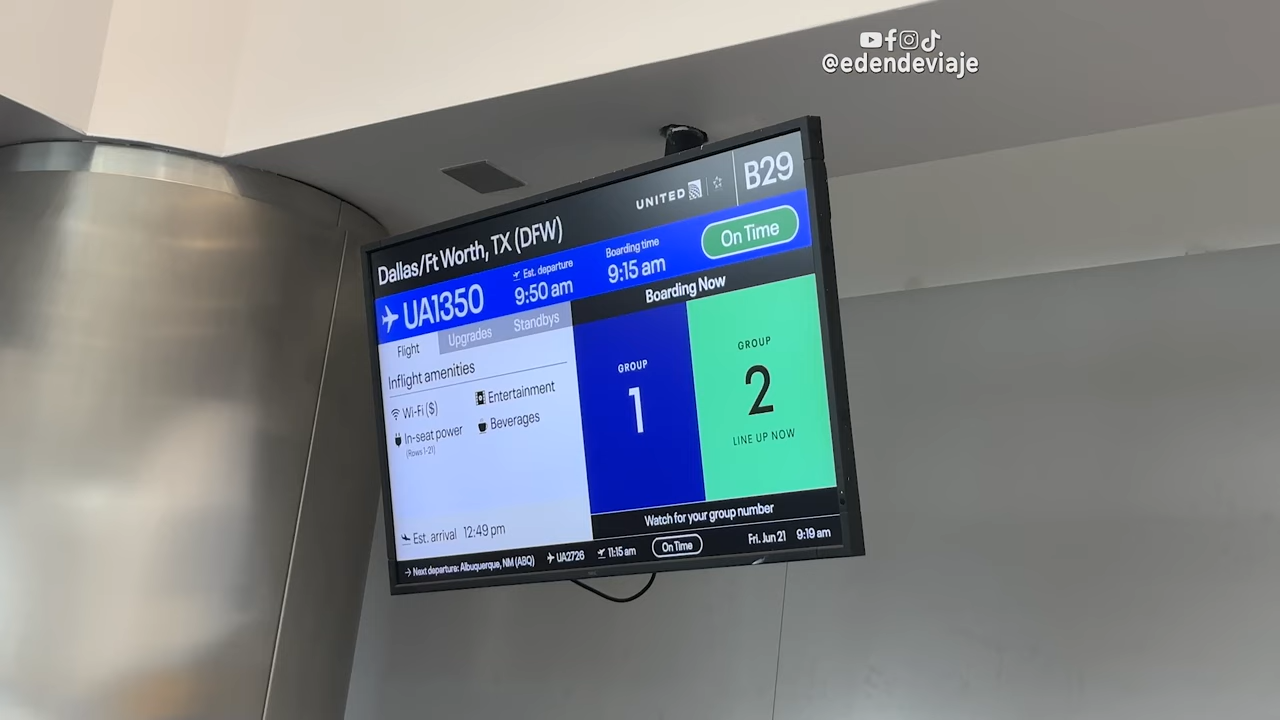 @edendeviaje
UNITED
B29
Dallas/Ft Worth, TX (DFW)
UA1350
Est. departure
9:50 am
Boarding time
9:15 am
On Time
Flight
Upgrades
Standbys
Inflight amenities
Wi-Fi ($)
Entertainment
In-seat power
(Rows 1-21)
Beverages
Est. arrival 12:49 pm
Boarding Now
GROUP
1
GROUP
2
LINE UP NOW
Watch for your group number
→ Next departure: Albuquerque, NM (ABQ) UA2726 11:15 am On Time Fri. Jun 21 9:19 am